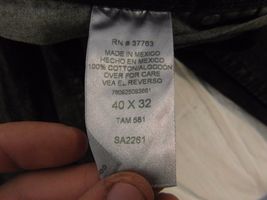 RN # 37763
MADE IN MEXICO
HECHO EN MEXICO
100% COTTON/ALGODON
OVER FOR CARE
VEA EL REVERSO
760925093661
40 X 32
TAM 561
SA2261